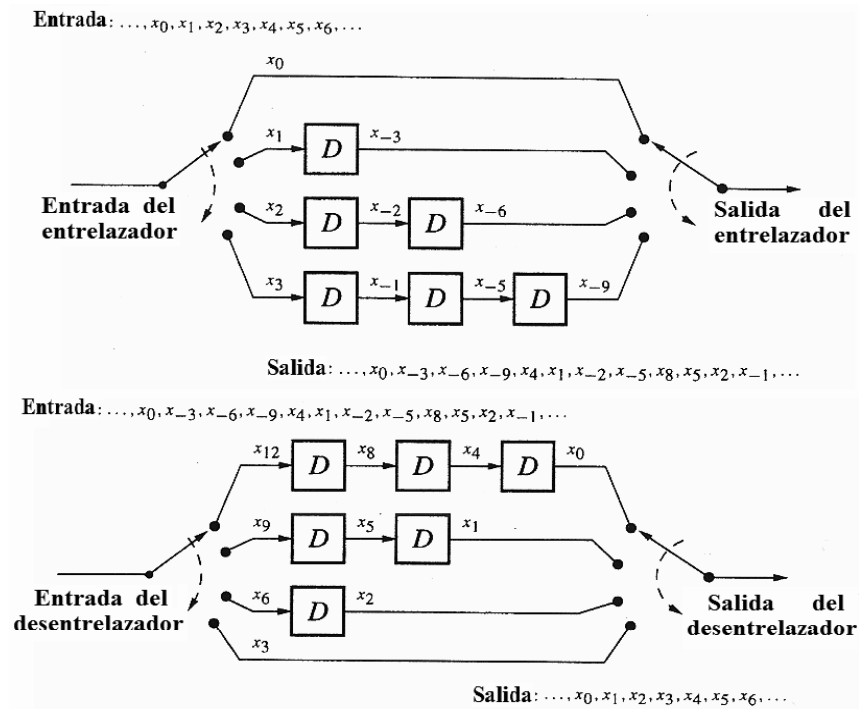 Entrada: ..., x₀, x₁, x₂, x₃, x₄, x₅, x₆, ...
x₀
x₁ D x₋₃
x₂ D x₋₂ D x₋₆
x₃ D x₋₁ D x₋₅ D x₋₉
Entrada del
entrelazador
Salida del
entrelazador
Salida: ..., x₀, x₋₃, x₋₆, x₋₉, x₄, x₁, x₋₂, x₋₅, x₈, x₅, x₂, x₋₁, ...
Entrada: ..., x₀, x₋₃, x₋₆, x₋₉, x₄, x₁, x₋₂, x₋₅, x₈, x₅, x₂, x₋₁, ...
x₁₂ D x₈ D x₄ D x₀
x₉ D x₅ D x₁
x₆ D x₂
x₃
Entrada del
desentrelazador
Salida del
desentrelazador
Salida: ..., x₀, x₁, x₂, x₃, x₄, x₅, x₆, ...